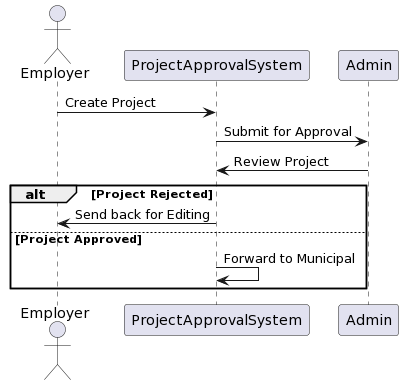 Employer
ProjectApprovalSystem
Admin
Create Project
Submit for Approval
Review Project
alt
[Project Rejected]
Send back for Editing
[Project Approved]
Forward to Municipal
Employer
ProjectApprovalSystem
Admin